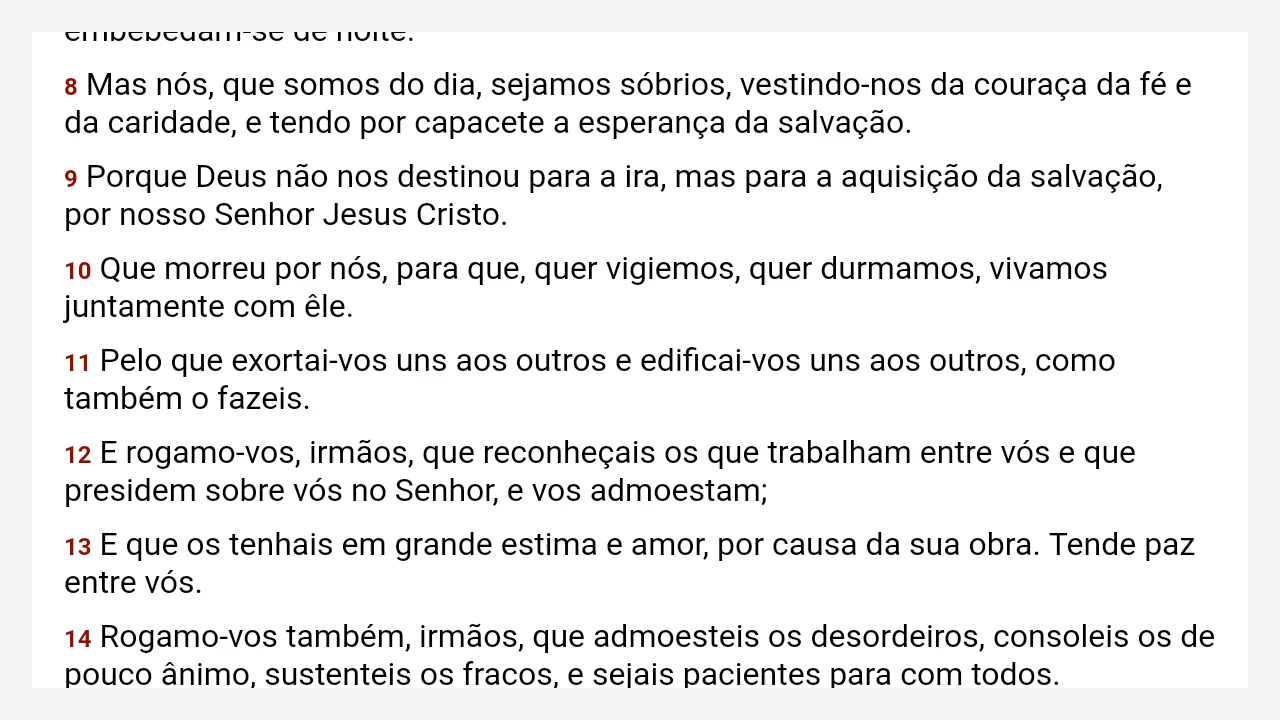 embebedam-se de noite.
8 Mas nós, que somos do dia, sejamos sóbrios, vestindo-nos da couraça da fé e
da caridade, e tendo por capacete a esperança da salvação.
9 Porque Deus não nos destinou para a ira, mas para a aquisição da salvação,
por nosso Senhor Jesus Cristo.
10 Que morreu por nós, para que, quer vigiemos, quer durmamos, vivamos
juntamente com êle.
11 Pelo que exortai-vos uns aos outros e edificai-vos uns aos outros, como
também o fazeis.
12 E rogamo-vos, irmãos, que reconheçais os que trabalham entre vós e que
presidem sobre vós no Senhor, e vos admoestam;
13 E que os tenhais em grande estima e amor, por causa da sua obra. Tende paz
entre vós.
14 Rogamo-vos também, irmãos, que admoesteis os desordeiros, consoleis os de
pouco ânimo, sustenteis os fracos, e sejais pacientes para com todos.